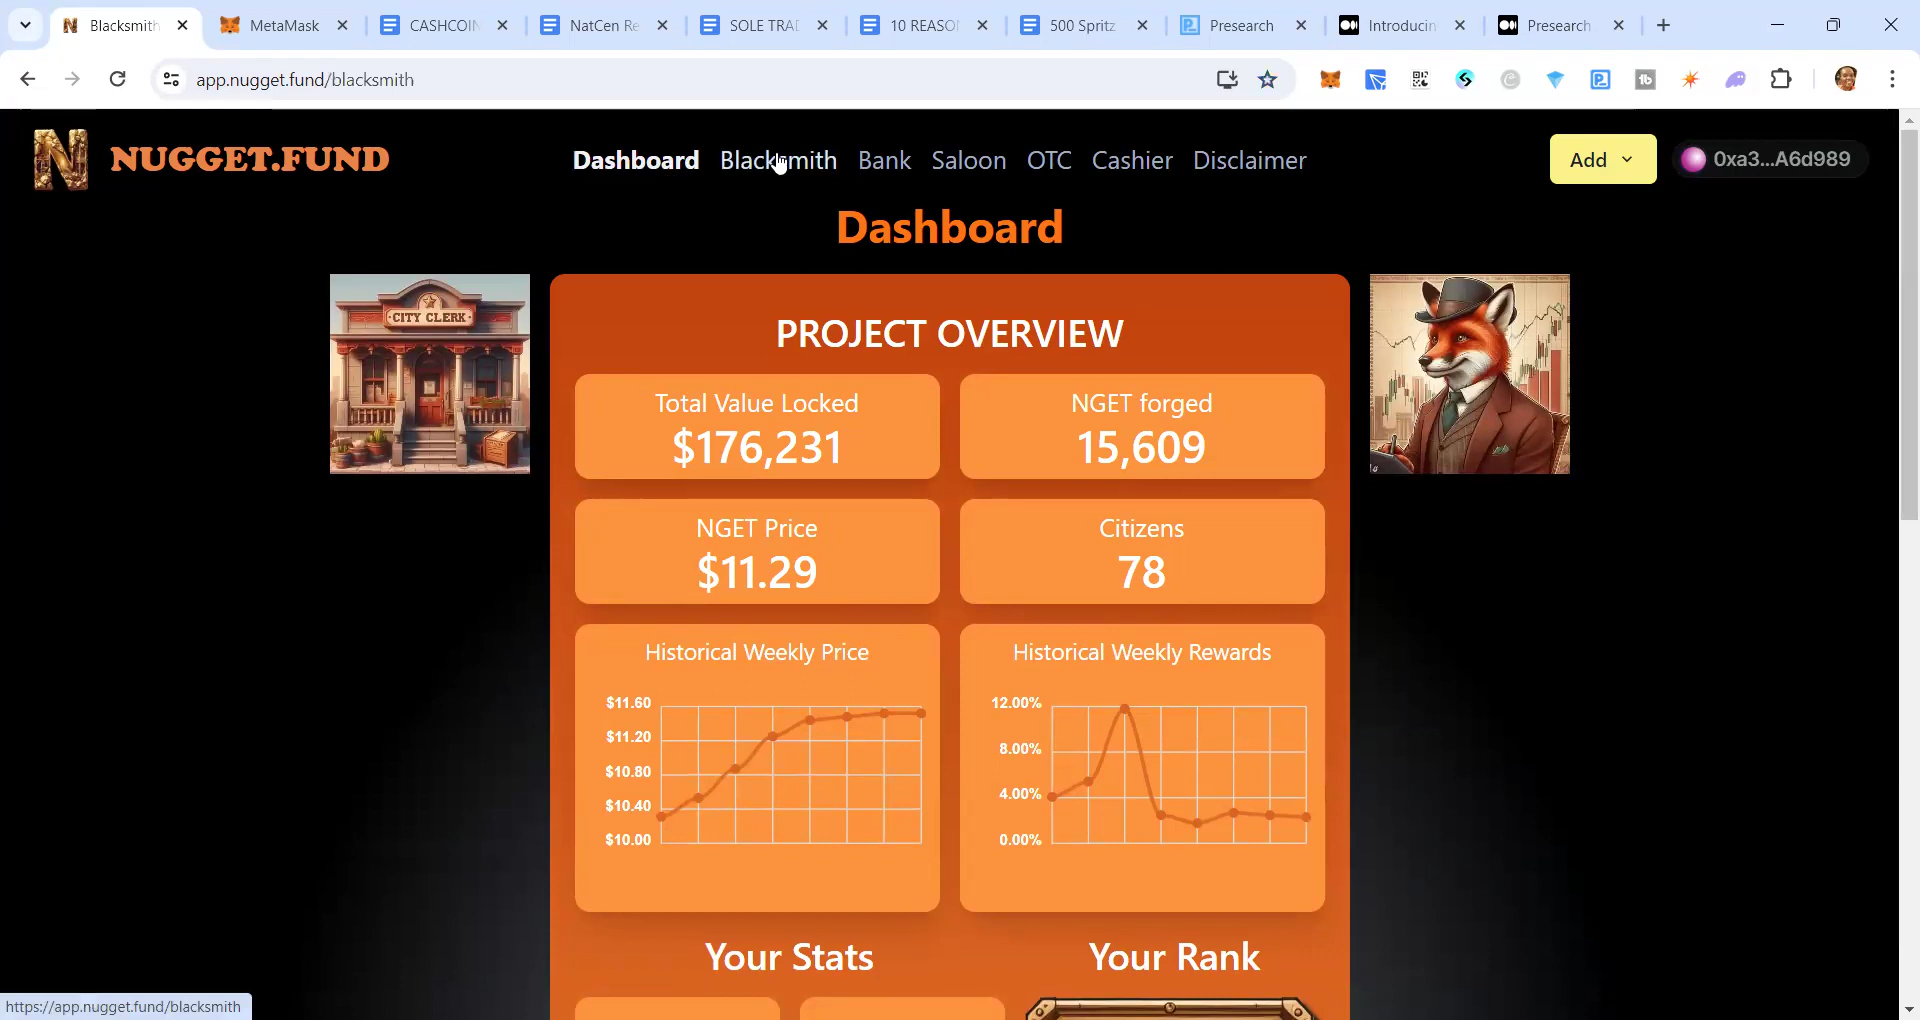 Blacksmith
MetaMask
CASHCOIN
NatCen Re
SOLE TRAD
10 REASON
500 Spritz
Presearch
Introducin
Presearch
app.nugget.fund/blacksmith
NUGGET.FUND
Dashboard Blacksmith Bank Saloon OTC Cashier Disclaimer
Add
0xa3...A6d989
Dashboard
CITY CLERK
PROJECT OVERVIEW
Total Value Locked
$176,231
NGET forged
15,609
NGET Price
$11.29
Citizens
78
Historical Weekly Price
$11.60
$11.20
$10.80
$10.40
$10.00
Historical Weekly Rewards
12.00%
8.00%
4.00%
0.00%
Your Stats
Your Rank
https://app.nugget.fund/blacksmith